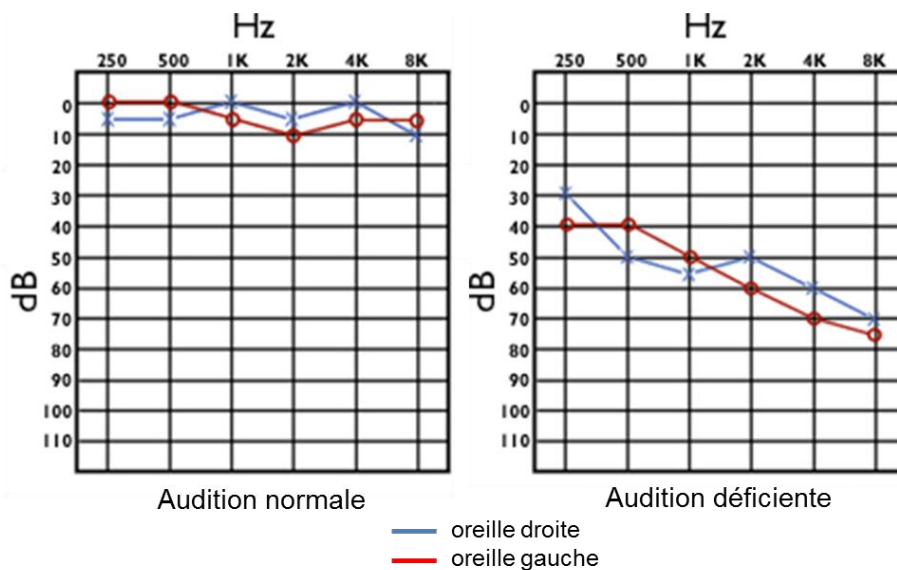 Hz
250 500 1K 2K 4K 8K
0
10
20
30
40
50
60
70
80
90
100
110
dB
Audition normale
Hz
250 500 1K 2K 4K 8K
0
10
20
30
40
50
60
70
80
90
100
110
dB
Audition déficiente
oreille droite
oreille gauche